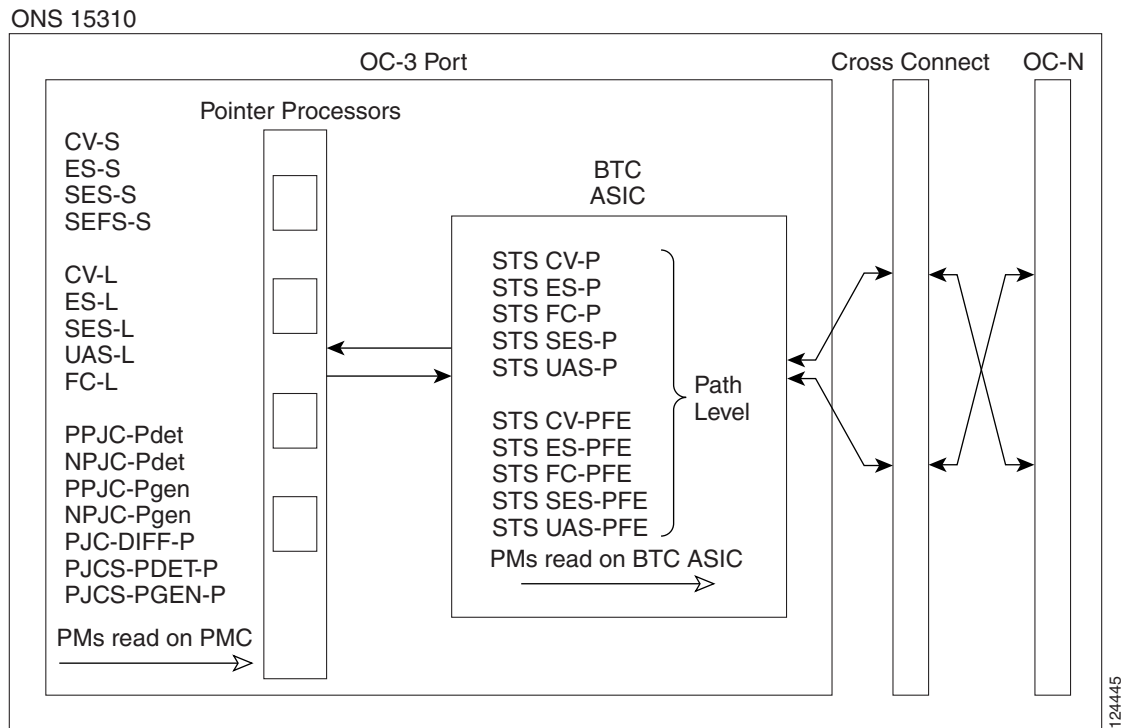 ONS 15310
OC-3 Port
Cross Connect
OC-N
Pointer Processors
CV-S
ES-S
SES-S
SEFS-S
CV-L
ES-L
SES-L
UAS-L
FC-L
PPJC-Pdet
NPJC-Pdet
PPJC-Pgen
NPJC-Pgen
PJC-DIFF-P
PJCS-PDET-P
PJCS-PGEN-P
PMs read on PMC
BTC
ASIC
STS CV-P
STS ES-P
STS FC-P
STS SES-P
STS UAS-P
STS CV-PFE
STS ES-PFE
STS FC-PFE
STS SES-PFE
STS UAS-PFE
Path
Level
PMs read on BTC ASIC
124445